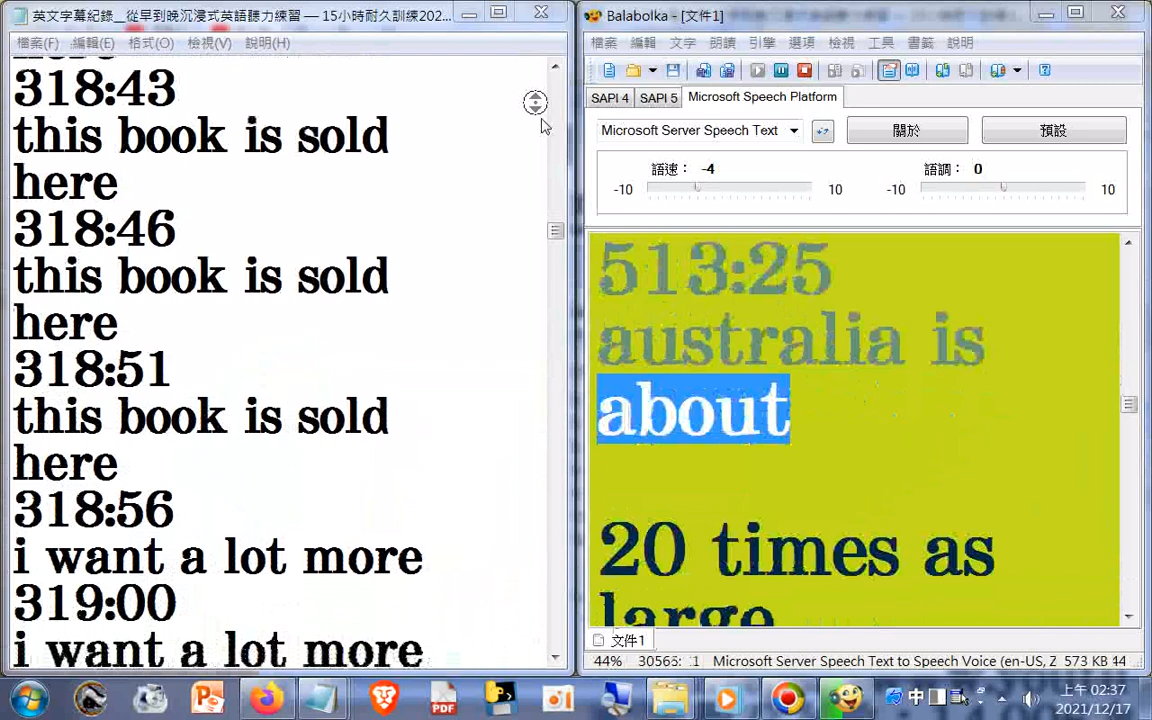 英文字幕紀錄__從早到晚沉浸式英語聽力練習 — 15小時耐久訓練202...
檔案(F) 編輯(E) 格式(O) 檢視(V) 說明(H)
here
318:43
this book is sold
here
318:46
this book is sold
here
318:51
this book is sold
here
318:56
i want a lot more
319:00
i want a lot more
Balabolka - [文件1]
檔案 編輯 文字 朗讀 引擎 選項 檢視 工具 書籤 說明
SAPI 4 SAPI 5 Microsoft Speech Platform
Microsoft Server Speech Text 關於 預設
語速： -4 語調： 0
-10 10 -10 10
513:25
australia is
about
20 times as
large
文件1
44% 30565: :1 Microsoft Server Speech Text to Speech Voice (en-US, Z 573 KB 44
PDF 中 上午 02:37
2021/12/17